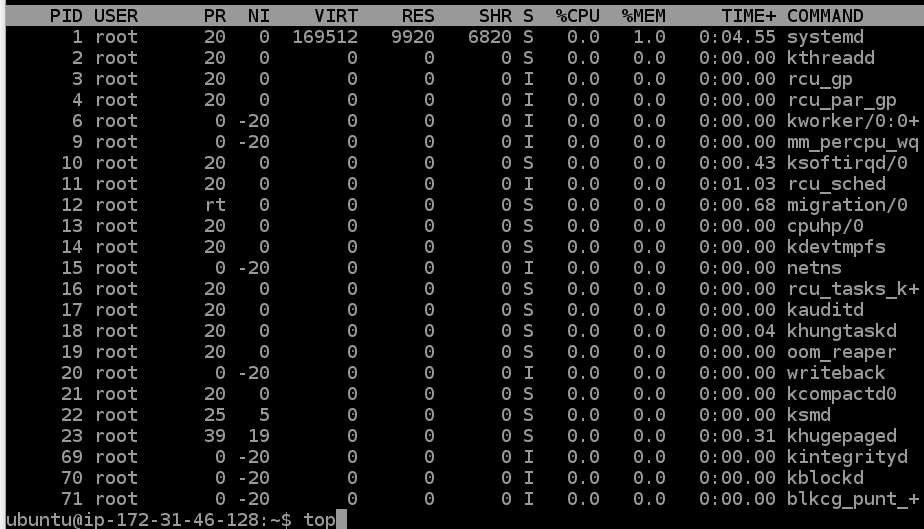 PID USER PR NI VIRT RES SHR S %CPU %MEM TIME+ COMMAND
1 root 20 0 169512 9920 6820 S 0.0 1.0 0:04.55 systemd
2 root 20 0 0 0 0 S 0.0 0.0 0:00.00 kthreadd
3 root 20 0 0 0 0 I 0.0 0.0 0:00.00 rcu_gp
4 root 20 0 0 0 0 I 0.0 0.0 0:00.00 rcu_par_gp
6 root 0 -20 0 0 0 I 0.0 0.0 0:00.00 kworker/0:0+
9 root 0 -20 0 0 0 I 0.0 0.0 0:00.00 mm_percpu_wq
10 root 20 0 0 0 0 S 0.0 0.0 0:00.43 ksoftirqd/0
11 root 20 0 0 0 0 I 0.0 0.0 0:01.03 rcu_sched
12 root rt 0 0 0 0 S 0.0 0.0 0:00.68 migration/0
13 root 20 0 0 0 0 S 0.0 0.0 0:00.00 cpuhp/0
14 root 20 0 0 0 0 S 0.0 0.0 0:00.00 kdevtmpfs
15 root 0 -20 0 0 0 I 0.0 0.0 0:00.00 netns
16 root 20 0 0 0 0 S 0.0 0.0 0:00.00 rcu_tasks_k+
17 root 20 0 0 0 0 S 0.0 0.0 0:00.00 kauditd
18 root 20 0 0 0 0 S 0.0 0.0 0:00.04 khungtaskd
19 root 20 0 0 0 0 S 0.0 0.0 0:00.00 oom_reaper
20 root 0 -20 0 0 0 I 0.0 0.0 0:00.00 writeback
21 root 20 0 0 0 0 S 0.0 0.0 0:00.00 kcompactd0
22 root 25 5 0 0 0 S 0.0 0.0 0:00.00 ksmd
23 root 39 19 0 0 0 S 0.0 0.0 0:00.31 khugepaged
69 root 0 -20 0 0 0 I 0.0 0.0 0:00.00 kintegrityd
70 root 0 -20 0 0 0 I 0.0 0.0 0:00.00 kblockd
71 root 0 -20 0 0 0 I 0.0 0.0 0:00.00 blkcg_punt_+
ubuntu@ip-172-31-46-128:~$ top